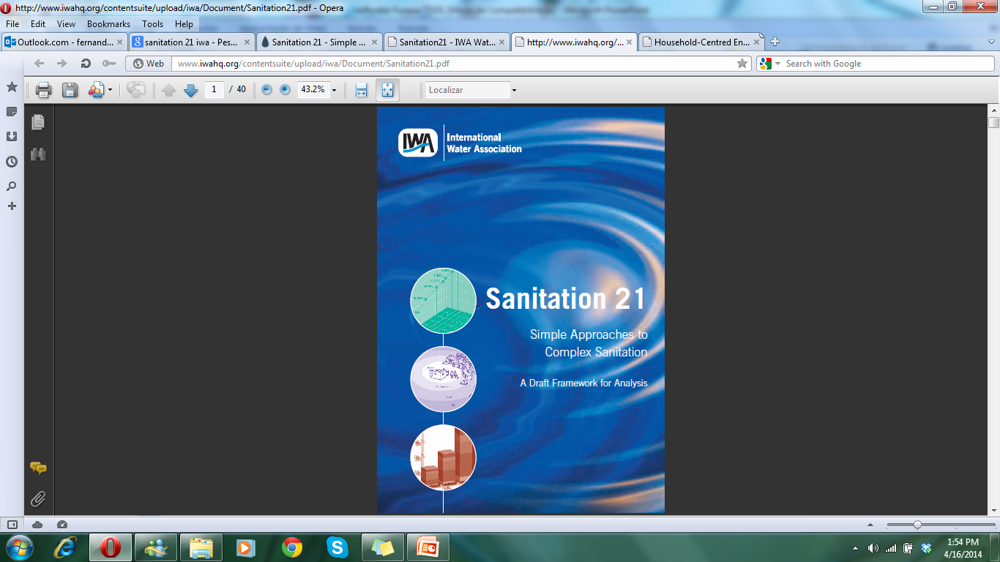 http://www.iwahq.org/contentsuite/upload/iwa/Document/Sanitation21.pdf - Opera
File Edit View Bookmarks Tools Help
Outlook.com - fernand...
sanitation 21 iwa - Pes...
Sanitation 21 - Simple ...
Sanitation21 - IWA Wat...
http://www.iwahq.org/...
Household-Centred En...
Web
www.iwahq.org/contentsuite/upload/iwa/Document/Sanitation21.pdf
Search with Google
1 / 40
43.2%
Localizar
IWA
International
Water Association
Sanitation 21
Simple Approaches to
Complex Sanitation
A Draft Framework for Analysis
1:54 PM
4/16/2014